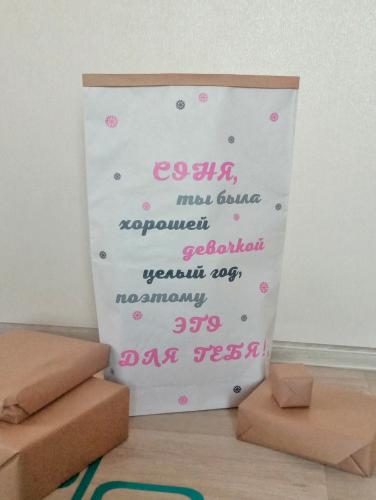 СОНЯ,
ты была
хорошей
девочкой
целый год,
поэтому
ЭТО
ДЛЯ ТЕБЯ!